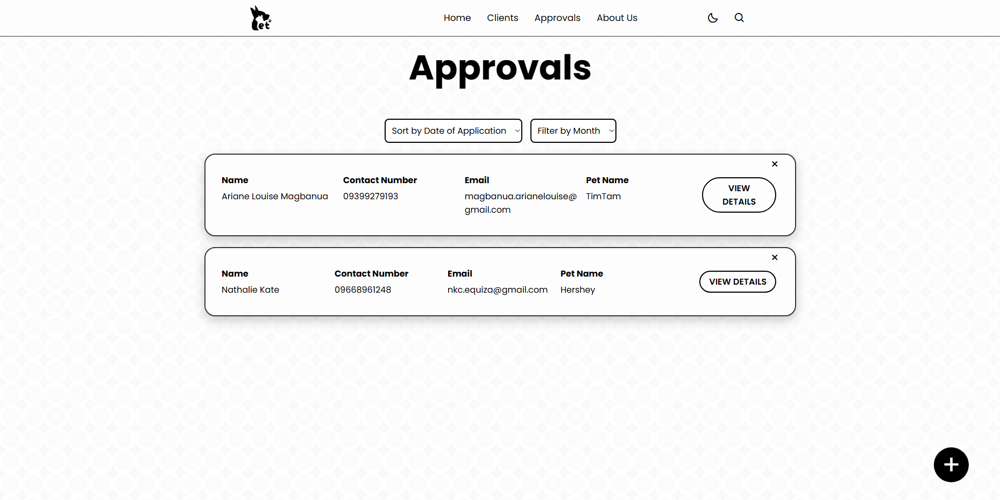 et
Home Clients Approvals About Us
Approvals
Sort by Date of Application Filter by Month
Name Contact Number Email Pet Name
Ariane Louise Magbanua 09399279193 magbanua.arianelouise@ TimTam
gmail.com
VIEW
DETAILS
Name Contact Number Email Pet Name
Nathalie Kate 09668961248 nkc.equiza@gmail.com Hershey
VIEW DETAILS